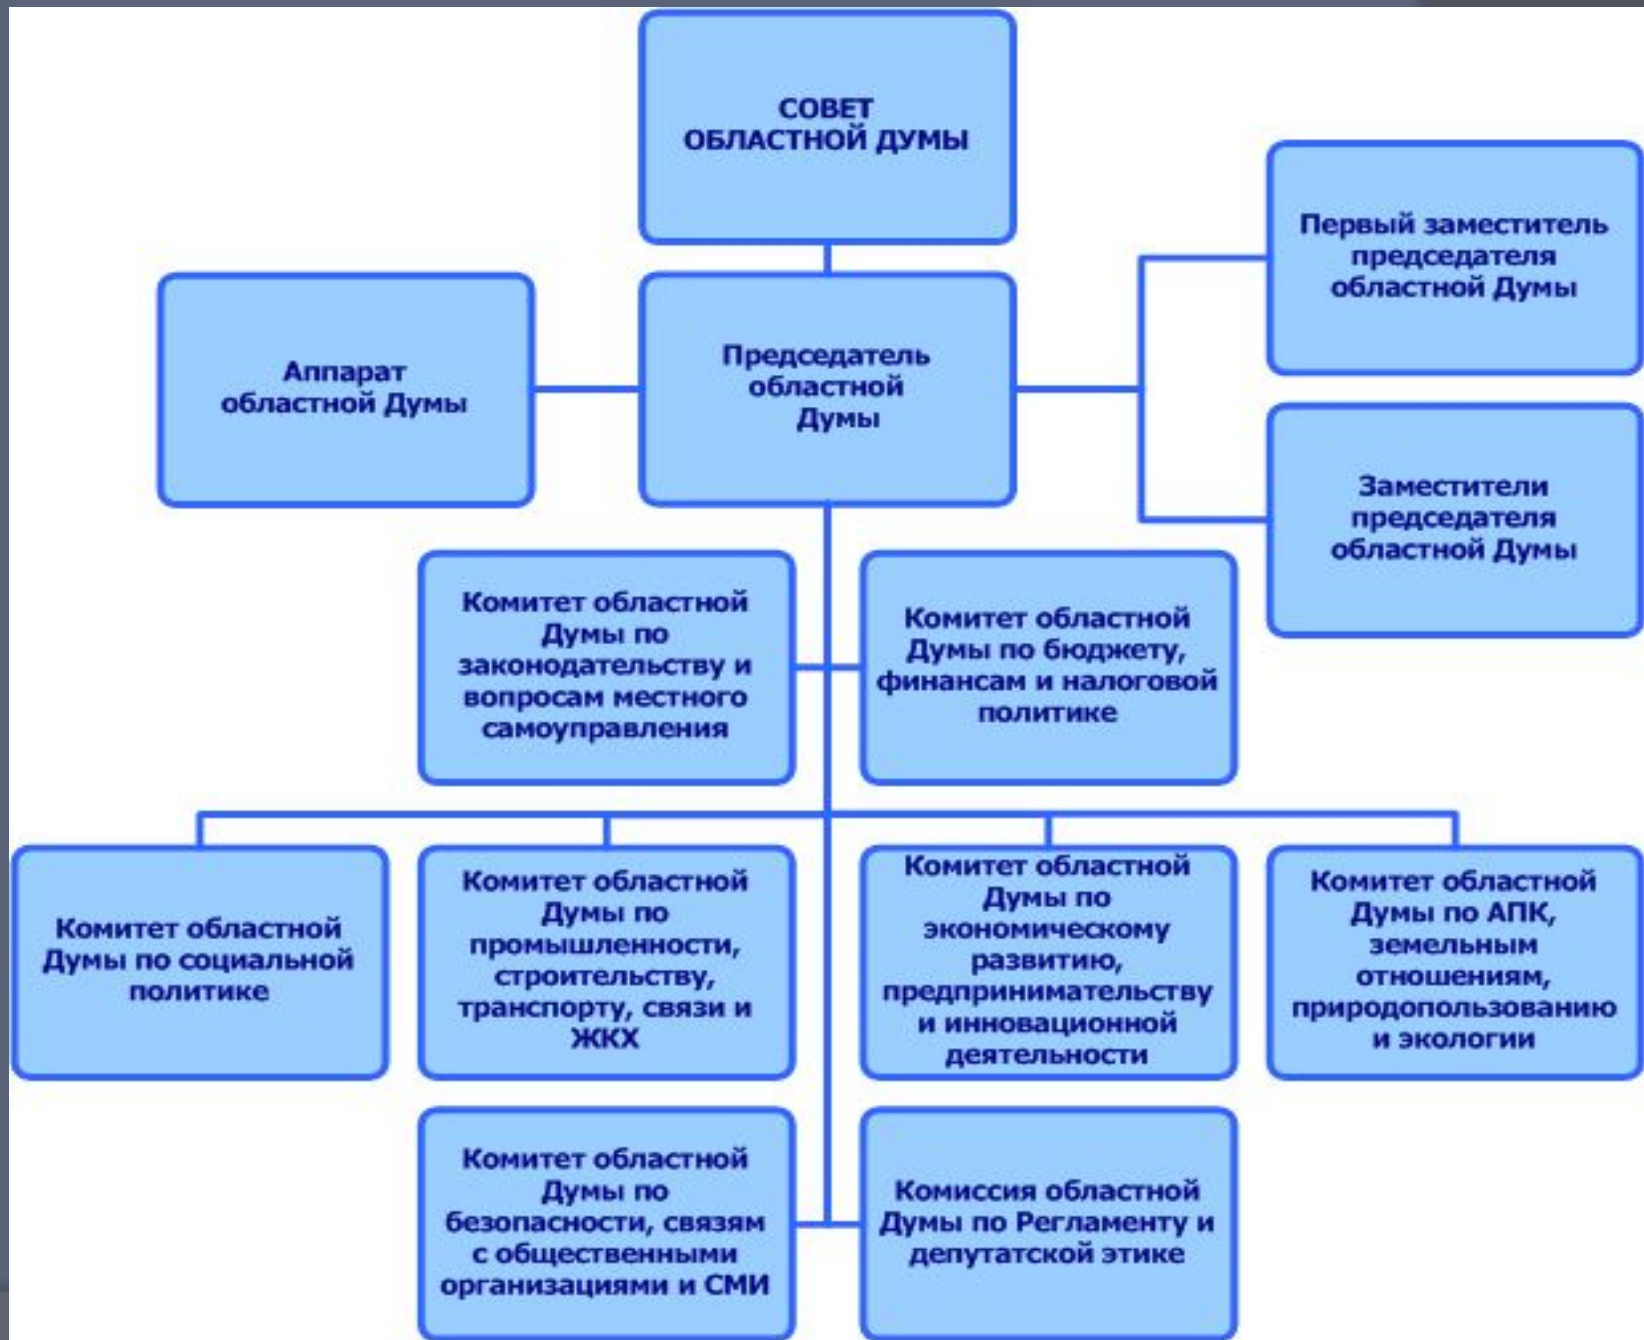 СОВЕТ
ОБЛАСТНОЙ ДУМЫ
Первый заместитель
председателя
областной Думы
Аппарат
областной Думы
Председатель
областной
Думы
Заместители
председателя
областной Думы
Комитет областной
Думы по
законодательству и
вопросам местного
самоуправления
Комитет областной
Думы по бюджету,
финансам и налоговой
политике
Комитет областной
Думы по социальной
политике
Комитет областной
Думы по
промышленности,
строительству,
транспорту, связи и
ЖКХ
Комитет областной
Думы по
экономическому
развитию,
предпринимательству
и инновационной
деятельности
Комитет областной
Думы по АПК,
земельным
отношениям,
природопользованию
и экологии
Комитет областной
Думы по
безопасности, связям
с общественными
организациями и СМИ
Комиссия областной
Думы по Регламенту и
депутатской этике